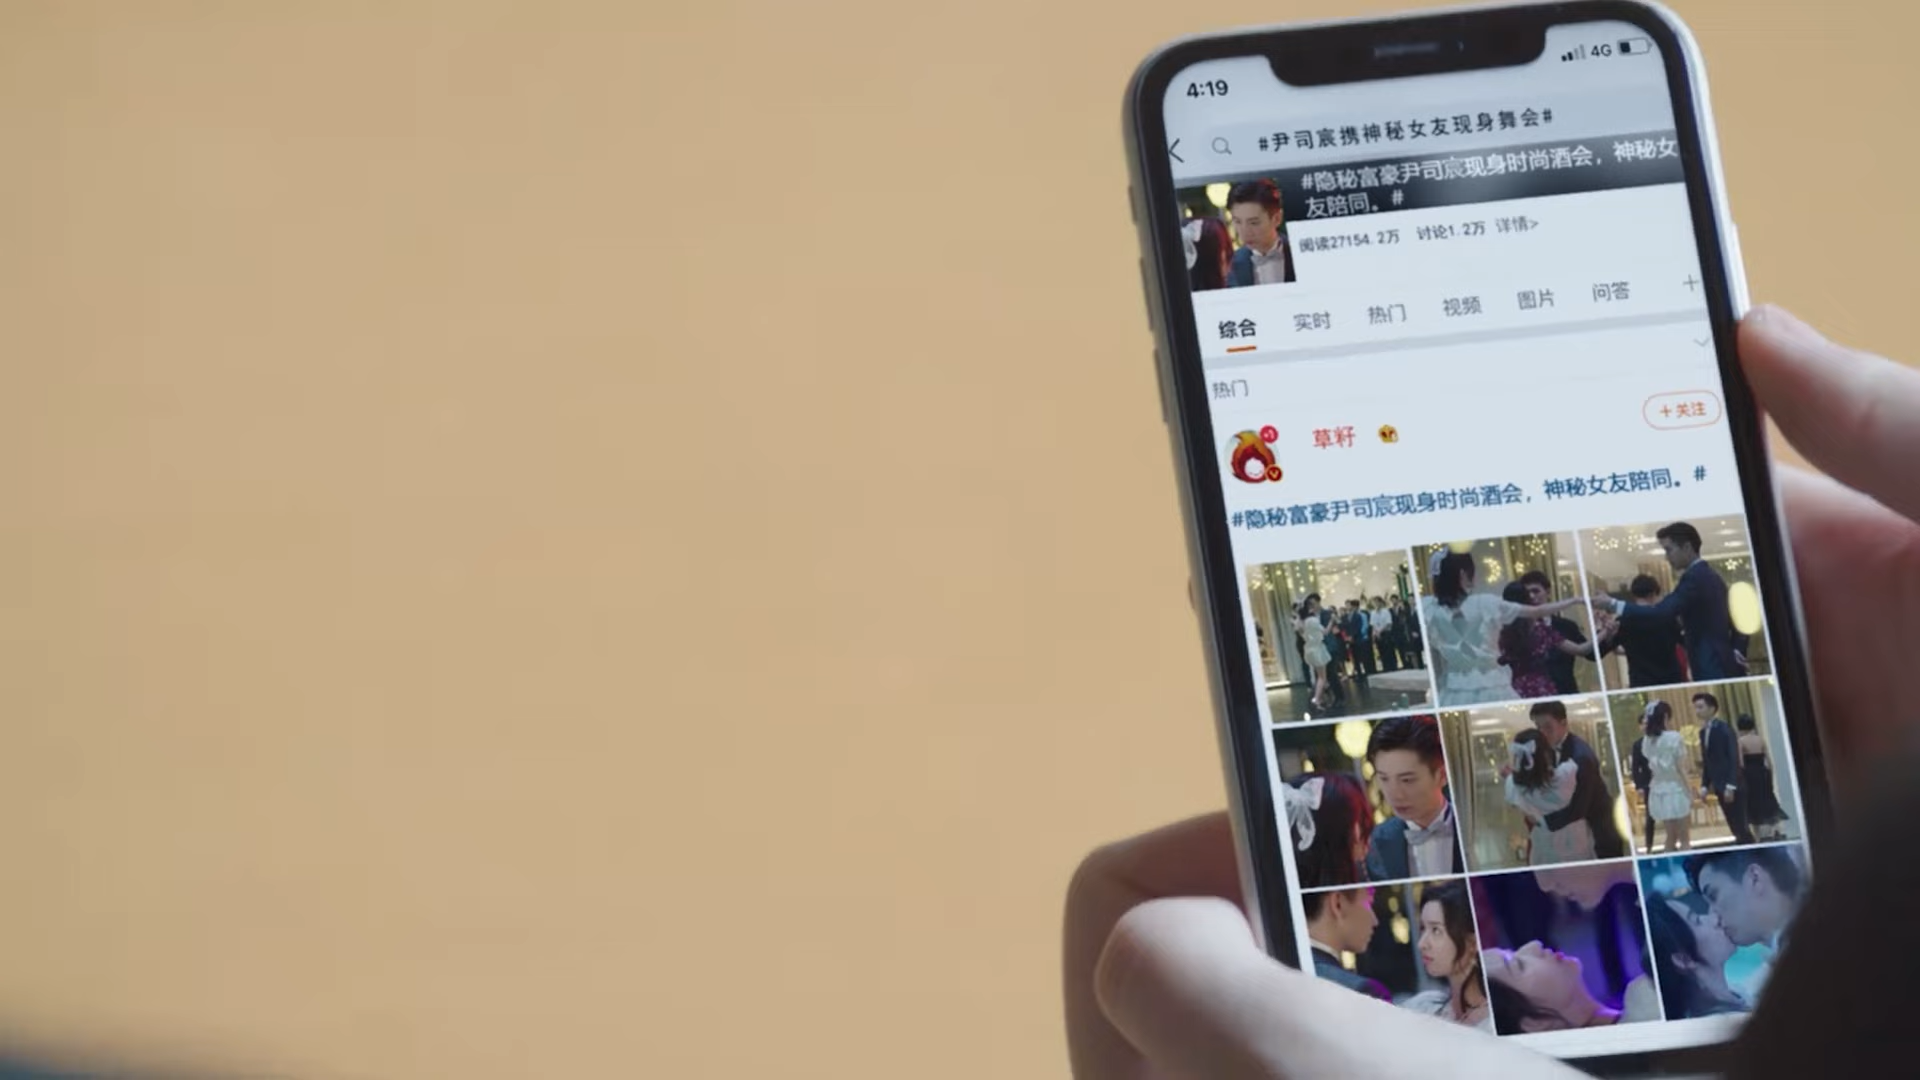 4:19
4G
#尹司宸携神秘女友现身舞会#
#隐秘富豪尹司宸现身时尚酒会，神秘女
友陪同。#
阅读27154.2万 讨论1.2万 详情>
综合 实时 热门 视频 图片 问答 +
热门
草籽
+关注
#隐秘富豪尹司宸现身时尚酒会，神秘女友陪同。#